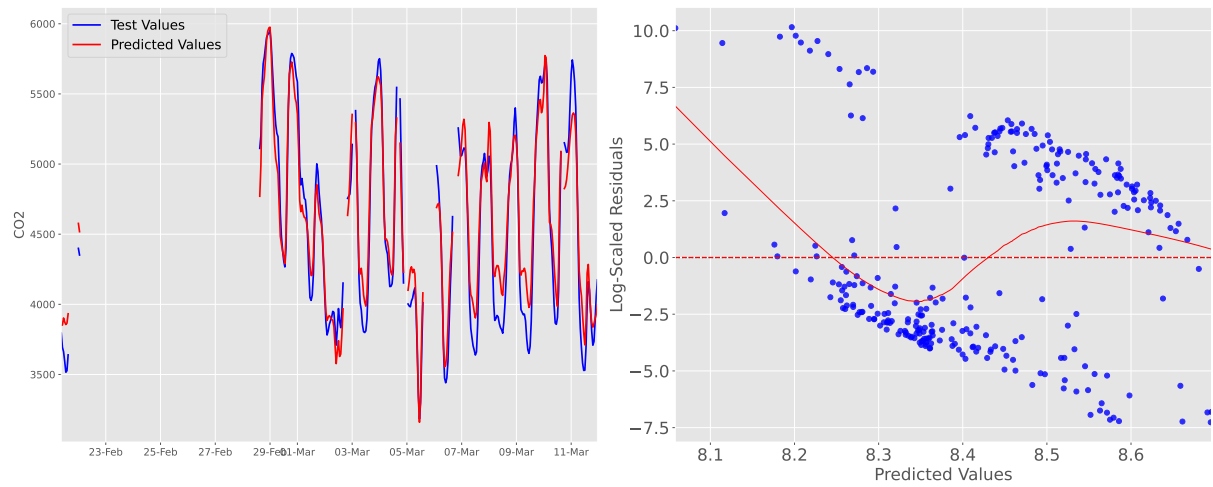 Test Values
Predicted Values
6000
5500
5000
4500
4000
3500
CO2
23-Feb
25-Feb
27-Feb
29-Feb
01-Mar
03-Mar
05-Mar
07-Mar
09-Mar
11-Mar
10.0
7.5
5.0
2.5
0.0
−2.5
−5.0
−7.5
Log-Scaled Residuals
8.1
8.2
8.3
8.4
8.5
8.6
Predicted Values